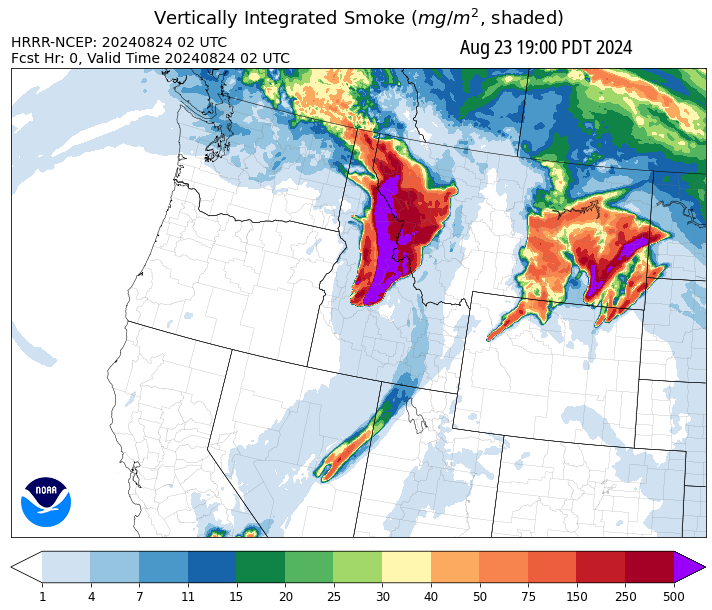 Vertically Integrated Smoke (mg/m², shaded)
HRRR-NCEP: 20240824 02 UTC
Fcst Hr: 0, Valid Time 20240824 02 UTC
Aug 23 19:00 PDT 2024
NOAA
1 4 7 11 15 20 25 30 40 50 75 150 250 500